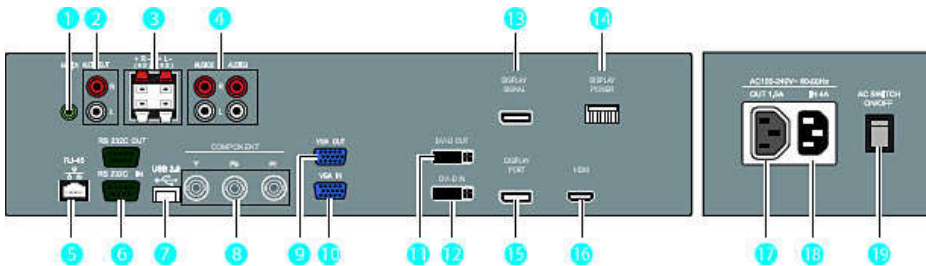 1 2 3 4 13 14
AUDIO OUT + R - + L - AUDIO1 AUDIO2
R R
L L
DISPLAY SIGNAL
DISPLAY POWER
AC100-240V~ 50-60Hz
OUT 1,5A IN 4A
AC SWITCH
ON/OFF
RS 232C OUT
COMPONENT
VGA OUT
DVI-D OUT
DISPLAY PORT
HDMI
RJ-45
RS 232C IN
USB 2.0
Y Pb Pr
VGA IN
DVI-D IN
5 6 7 8 9 10 11 12 15 16 17 18 19